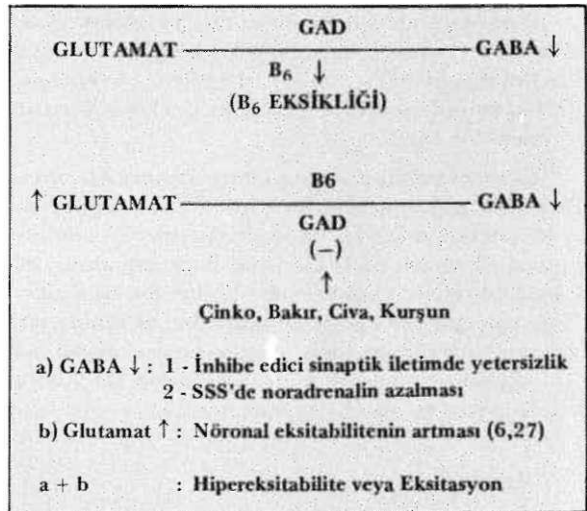 GAD
GLUTAMAT GABA ↓
B₆ ↓
(B₆ EKSİKLİĞİ)
B6
↑ GLUTAMAT GABA ↓
GAD
(–)
↑
Çinko, Bakır, Civa, Kurşun
a) GABA ↓ : 1 - İnhibe edici sinaptik iletimde yetersizlik
2 - SSS'de noradrenalin azalması
b) Glutamat ↑ : Nöronal eksitabilitenin artması (6,27)
a + b : Hipereksitabilite veya Eksitasyon